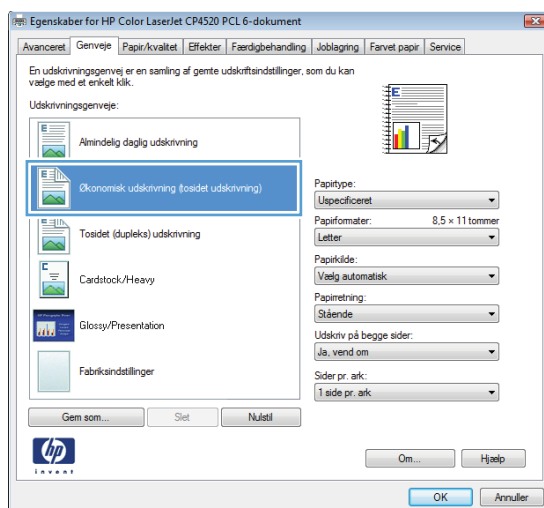 Egenskaber for HP Color LaserJet CP4520 PCL 6-dokument
Avanceret Genveje Papir/kvalitet Effekter Færdigbehandling Joblagring Farvet papir Service
En udskrivningsgenvej er en samling af gemte udskriftsindstillinger, som du kan
vælge med et enkelt klik.
Udskrivningsgenveje:
Almindelig daglig udskrivning
Økonomisk udskrivning (tosidet udskrivning)
Tosidet (dupleks) udskrivning
Cardstock/Heavy
Glossy/Presentation
Fabriksindstillinger
Papirtype:
Uspecificeret
Papirformater: 8,5 × 11 tommer
Letter
Papirkilde:
Vælg automatisk
Papirretning:
Stående
Udskriv på begge sider:
Ja, vend om
Sider pr. ark:
1 side pr. ark
Gem som... Slet Nulstil
hp
invent
Om... Hjælp
OK Annuller